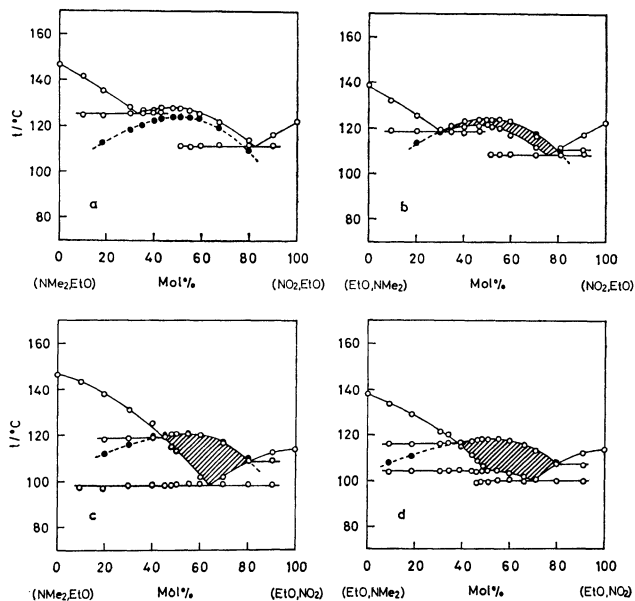 160
140
120
100
80
t/°C
a
0 20 40 60 80 100
(NMe₂,EtO) Mol% (NO₂,EtO)
160
140
120
100
80
b
0 20 40 60 80 100
(EtO,NMe₂) Mol% (NO₂,EtO)
160
140
120
100
80
t/°C
c
0 20 40 60 80 100
(NMe₂,EtO) Mol% (EtO,NO₂)
160
140
120
100
80
d
0 20 40 60 80 100
(EtO,NMe₂) Mol% (EtO,NO₂)